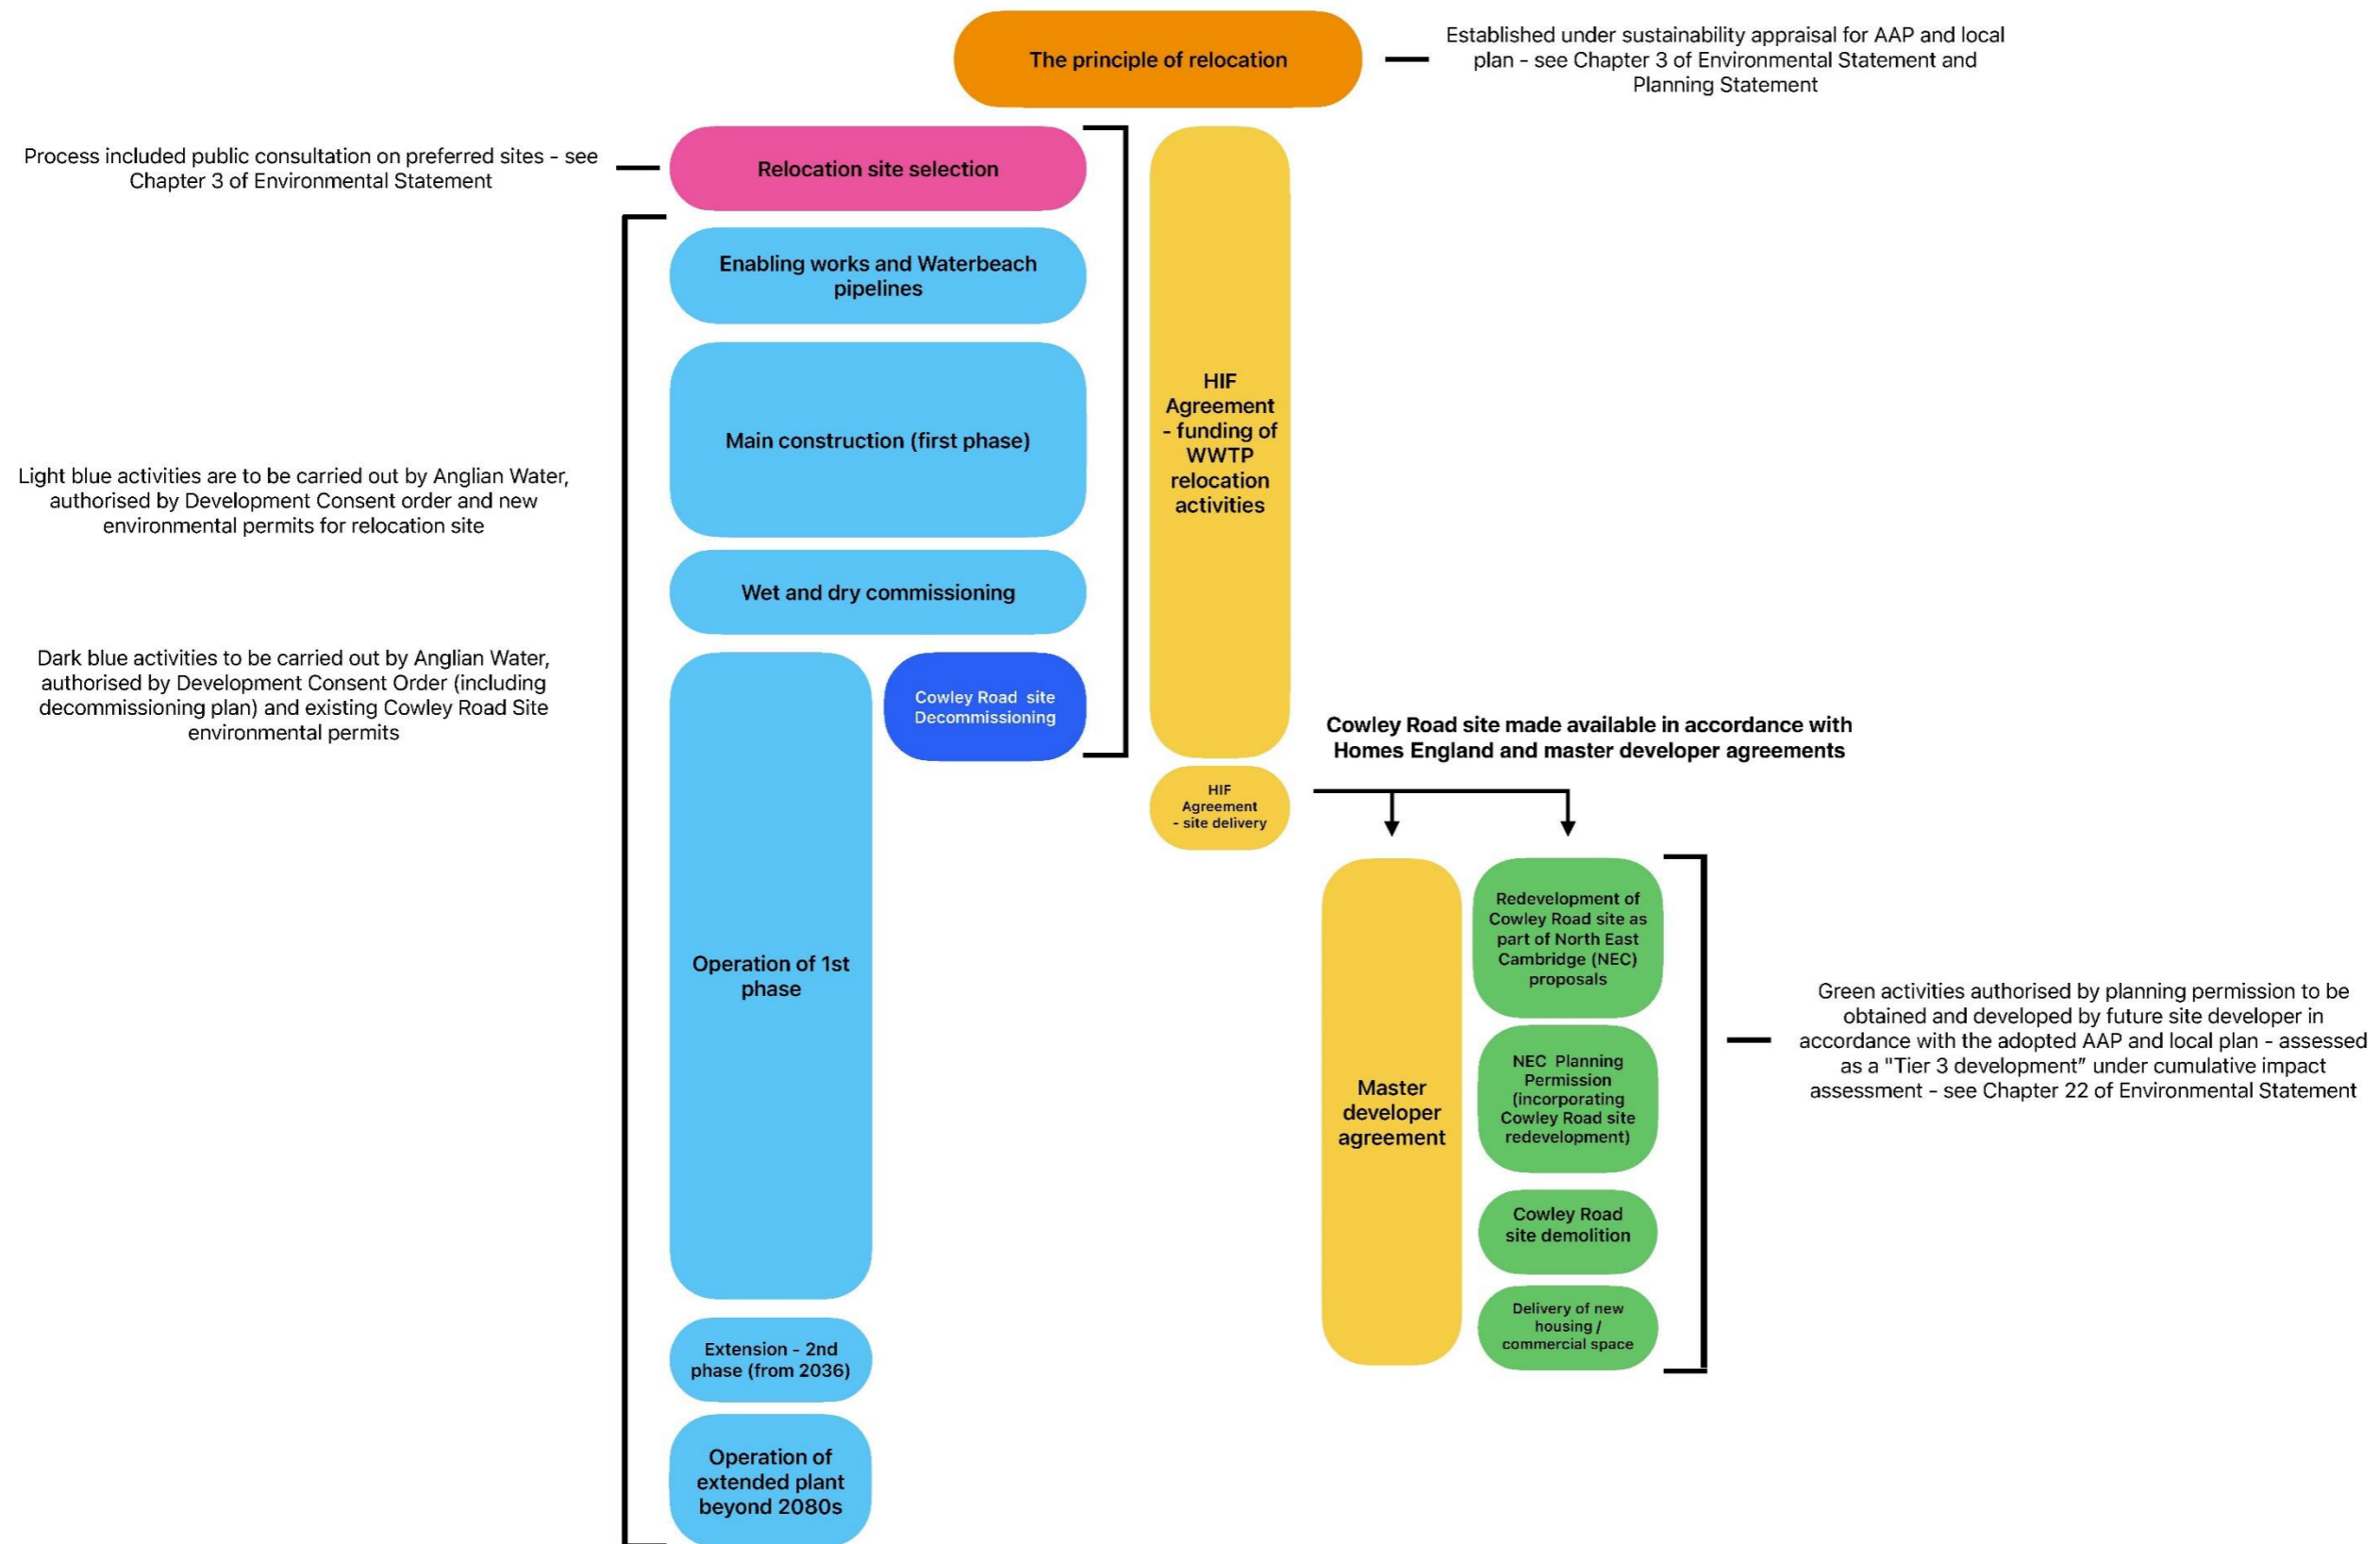 The principle of relocation
Established under sustainability appraisal for AAP and local
plan - see Chapter 3 of Environmental Statement and
Planning Statement
Process included public consultation on preferred sites - see
Chapter 3 of Environmental Statement
Relocation site selection
Enabling works and Waterbeach
pipelines
Main construction (first phase)
HIF
Agreement
- funding of
WWTP
relocation
activities
Light blue activities are to be carried out by Anglian Water,
authorised by Development Consent order and new
environmental permits for relocation site
Wet and dry commissioning
Dark blue activities to be carried out by Anglian Water,
authorised by Development Consent Order (including
decommissioning plan) and existing Cowley Road Site
environmental permits
Cowley Road  site
Decommissioning
Cowley Road site made available in accordance with
Homes England and master developer agreements
HIF
Agreement
- site delivery
Operation of 1st
phase
Master
developer
agreement
Redevelopment of
Cowley Road site as
part of North East
Cambridge (NEC)
proposals
NEC  Planning
Permission
(incorporating
Cowley Road site
redevelopment)
Cowley Road
site demolition
Delivery of new
housing /
commercial space
Green activities authorised by planning permission to be
obtained and developed by future site developer in
accordance with the adopted AAP and local plan - assessed
as a "Tier 3 development” under cumulative impact
assessment - see Chapter 22 of Environmental Statement
Extension - 2nd
phase (from 2036)
Operation of
extended plant
beyond 2080s